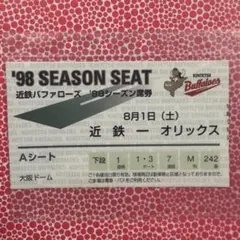 '98 SEASON SEAT
近鉄バファローズ '98シーズン席券
KINTETSU
Buffaloes
8月1日(土)
近鉄 ー オリックス
Aシート 下段 1 1・3 7 M 242
大阪ドーム